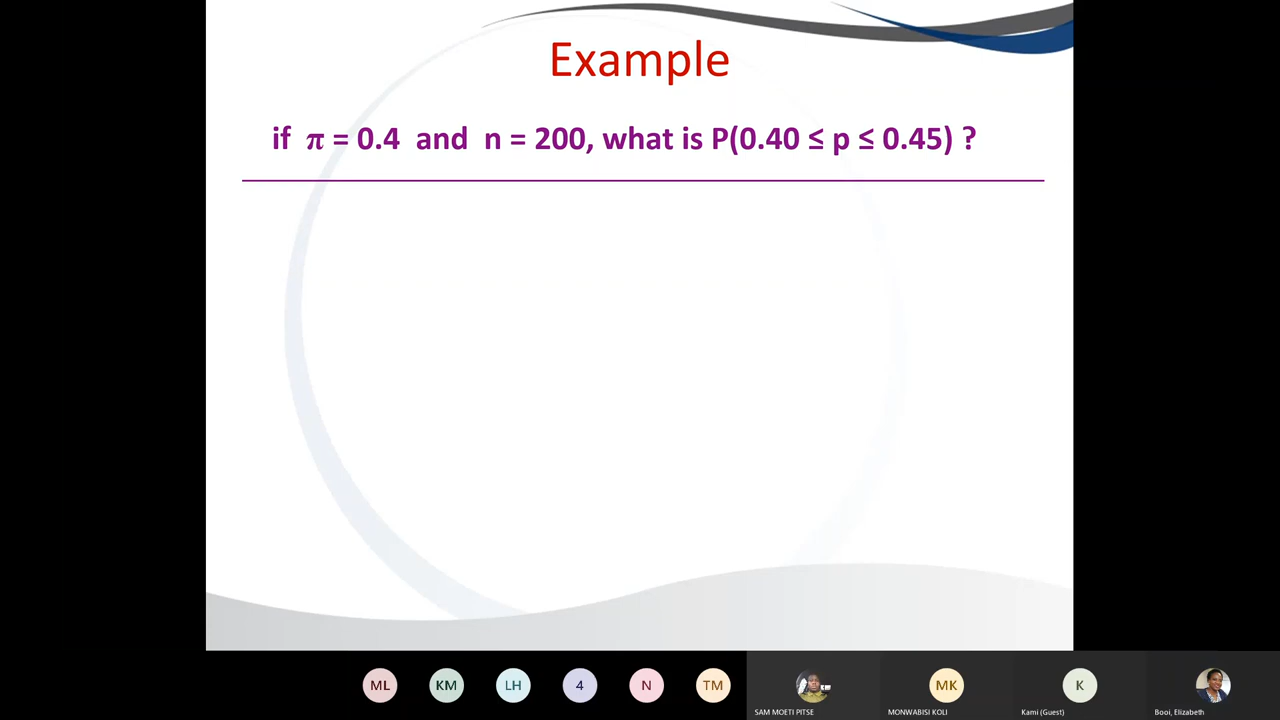 Example
if π = 0.4 and n = 200, what is P(0.40 ≤ p ≤ 0.45) ?
ML
KM
LH
4
N
TM
MK
K
SAM MOETI PITSE
MONWABISI KOLI
Kami (Guest)
Booi, Elizabeth